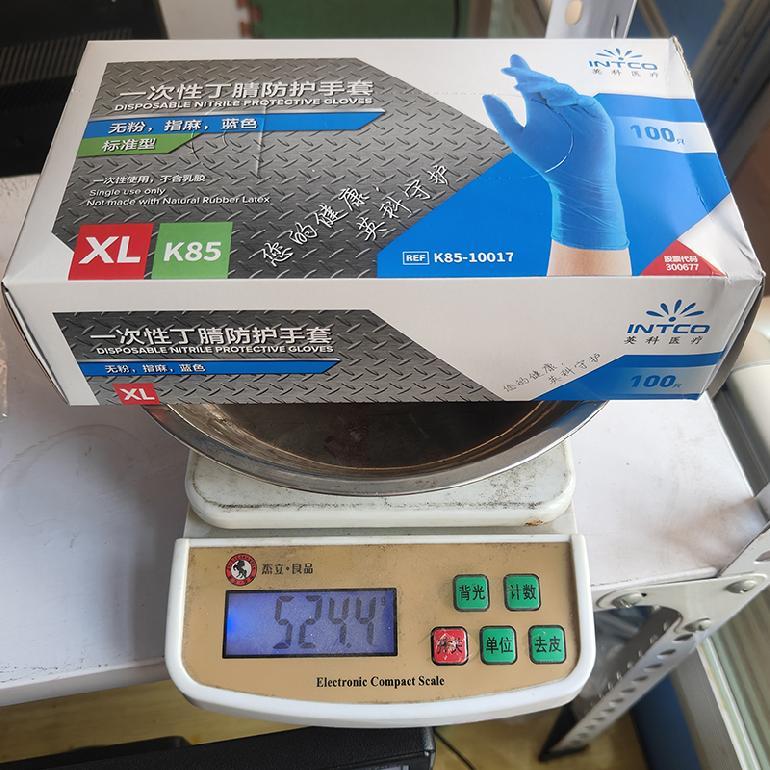 INTCO
英科医疗
一次性丁腈防护手套
DISPOSABLE NITRILE PROTECTIVE GLOVES
无粉，指麻，蓝色
标准型
100只
一次性使用，不含乳胶
Single use only
Not made with Natural Rubber Latex
您的健康，
英科守护
XL
K85
REF K85-10017
股票代码
300677
一次性丁腈防护手套
DISPOSABLE NITRILE PROTECTIVE GLOVES
无粉，指麻，蓝色
XL
INTCO
英科医疗
您的健康，
英科守护
100只
杰立·良品
524.4
背光
计数
开关
单位
去皮
Electronic Compact Scale